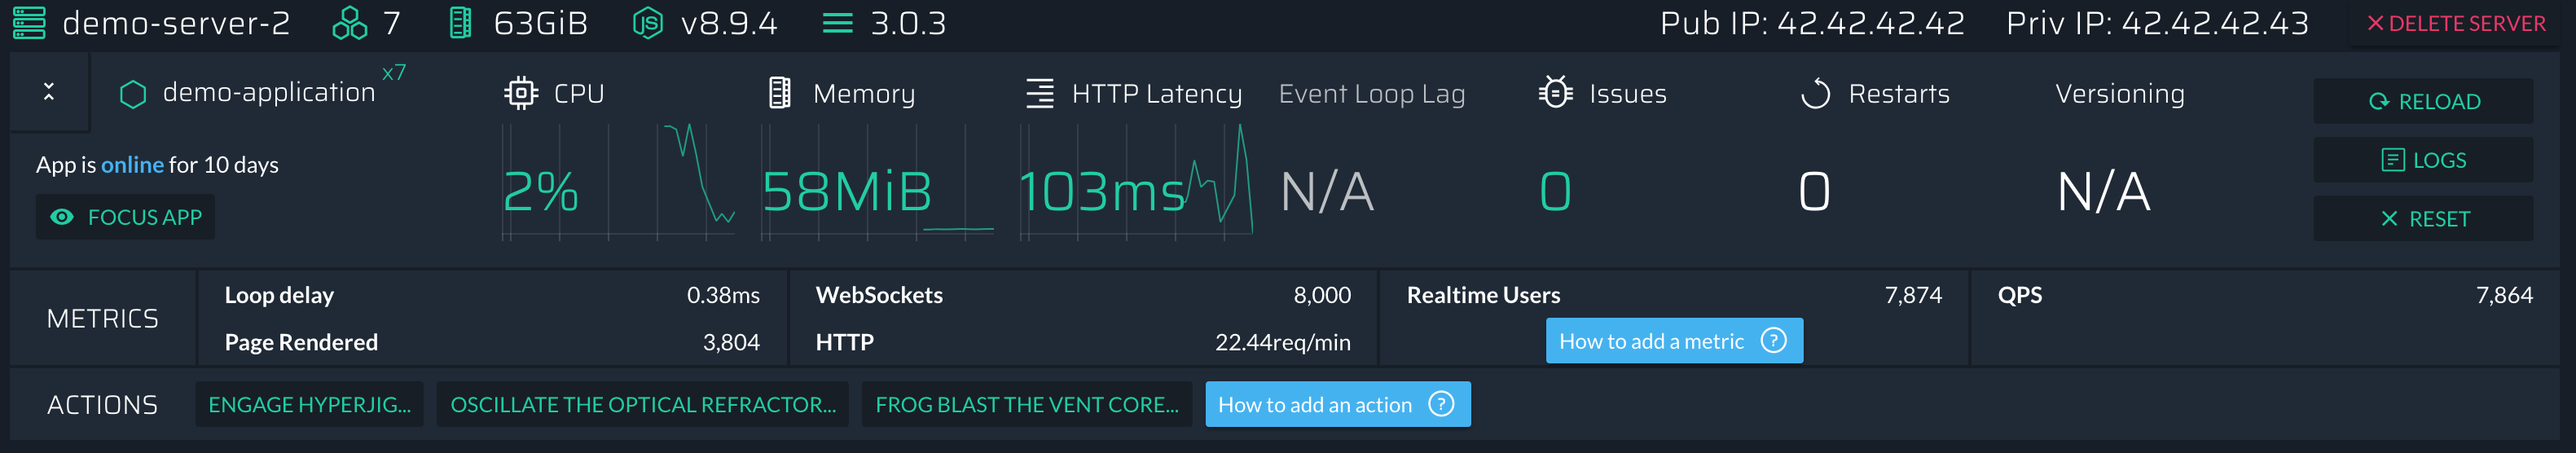 demo-server-2 7 63GiB v8.9.4 3.0.3 Pub IP: 42.42.42.42 Priv IP: 42.42.42.43 DELETE SERVER
demo-application x7 CPU Memory HTTP Latency Event Loop Lag Issues Restarts Versioning RELOAD
App is online for 10 days 2% 58MiB 103ms N/A 0 0 N/A LOGS
FOCUS APP RESET
METRICS
Loop delay 0.38ms WebSockets 8,000 Realtime Users 7,874 QPS 7,864
Page Rendered 3,804 HTTP 22.44req/min How to add a metric ?
ACTIONS ENGAGE HYPERJIG... OSCILLATE THE OPTICAL REFRACTOR... FROG BLAST THE VENT CORE... How to add an action ?